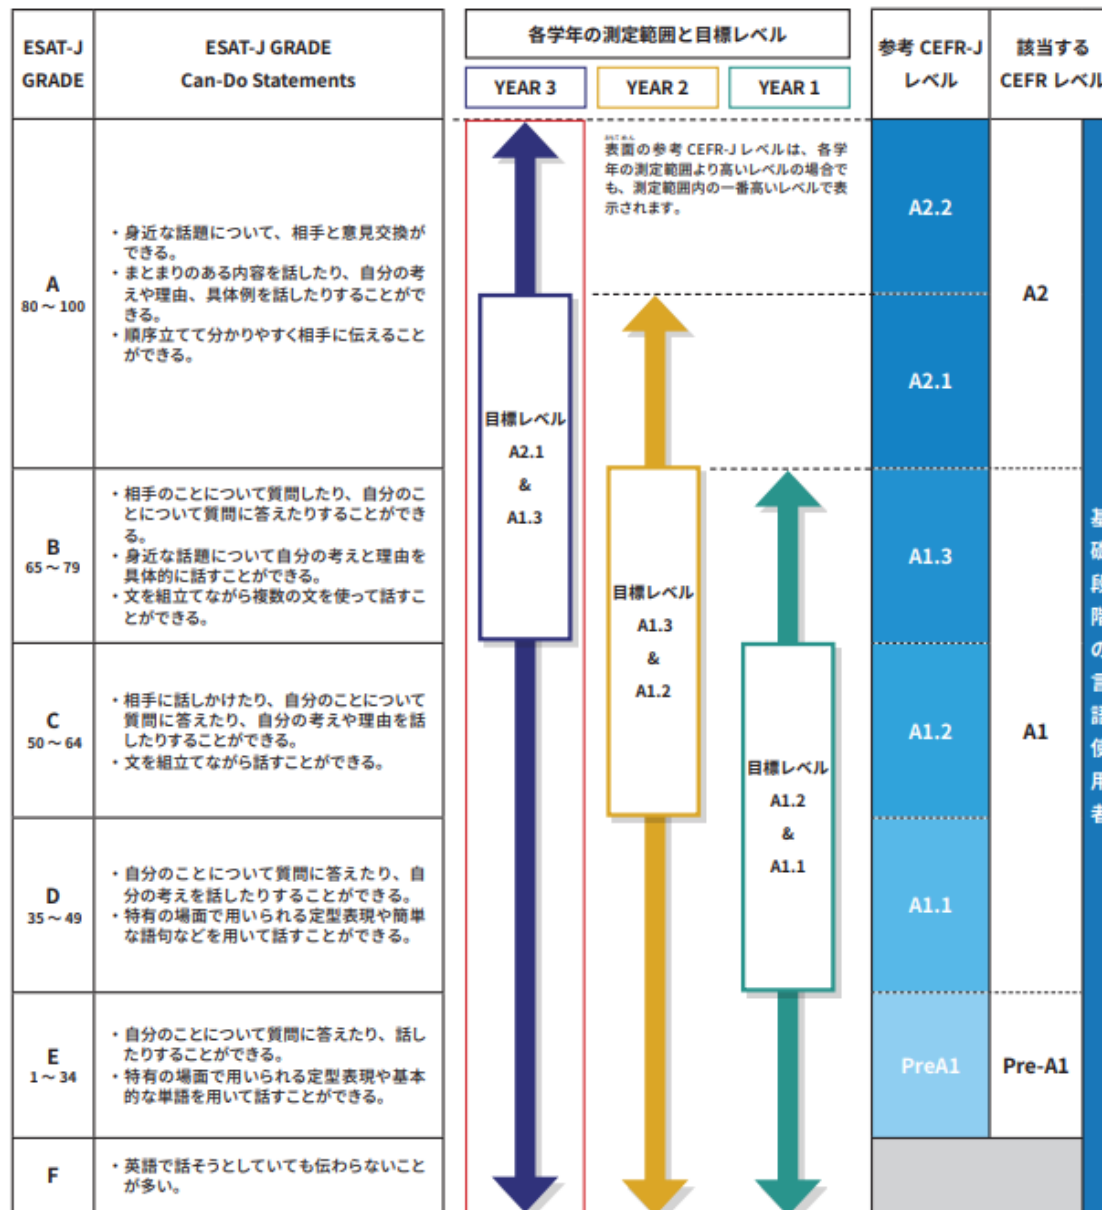 ESAT-J
GRADE
ESAT-J GRADE
Can-Do Statements
各学年の測定範囲と目標レベル
YEAR 3
YEAR 2
YEAR 1
参考 CEFR-J
レベル
該当する
CEFR レベル
A
80 ～ 100
・身近な話題について、相手と意見交換が
できる。
・まとまりのある内容を話したり、自分の考
えや理由、具体例を話したりすることがで
きる。
・順序立てて分かりやすく相手に伝えること
ができる。
B
65 ～ 79
・相手のことについて質問したり、自分のこ
とについて質問に答えたりすることができ
る。
・身近な話題について自分の考えと理由を
具体的に話すことができる。
・文を組立てながら複数の文を使って話すこ
とができる。
C
50 ～ 64
・相手に話しかけたり、自分のことについて
質問に答えたり、自分の考えや理由を話
したりすることができる。
・文を組立てながら話すことができる。
D
35 ～ 49
・自分のことについて質問に答えたり、自
分の考えを話したりすることができる。
・特有の場面で用いられる定型表現や簡単
な語句などを用いて話すことができる。
E
1 ～ 34
・自分のことについて質問に答えたり、話し
たりすることができる。
・特有の場面で用いられる定型表現や基本
的な単語を用いて話すことができる。
F
・英語で話そうとしていても伝わらないこと
が多い。
目標レベル
A2.1
&
A1.3
表面の参考 CEFR-J レベルは、各学
年の測定範囲より高いレベルの場合で
も、測定範囲内の一番高いレベルで表
示されます。
目標レベル
A1.3
&
A1.2
目標レベル
A1.2
&
A1.1
A2.2
A2.1
A1.3
A1.2
A1.1
PreA1
A2
A1
Pre-A1
基礎段階の言語使用者